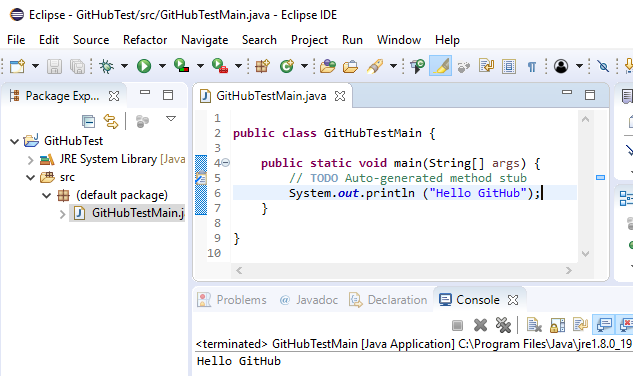 Eclipse - GitHubTest/src/GitHubTestMain.java - Eclipse IDE
File Edit Source Refactor Navigate Search Project Run Window Help
Package Exp...
GitHubTest
JRE System Library [Java
src
(default package)
GitHubTestMain.j
GitHubTestMain.java
1
2 public class GitHubTestMain {
3
4 public static void main(String[] args) {
5 // TODO Auto-generated method stub
6 System.out.println ("Hello GitHub");
7 }
8
9 }
10
Problems @ Javadoc Declaration Console
<terminated> GitHubTestMain [Java Application] C:\Program Files\Java\jre1.8.0_19
Hello GitHub